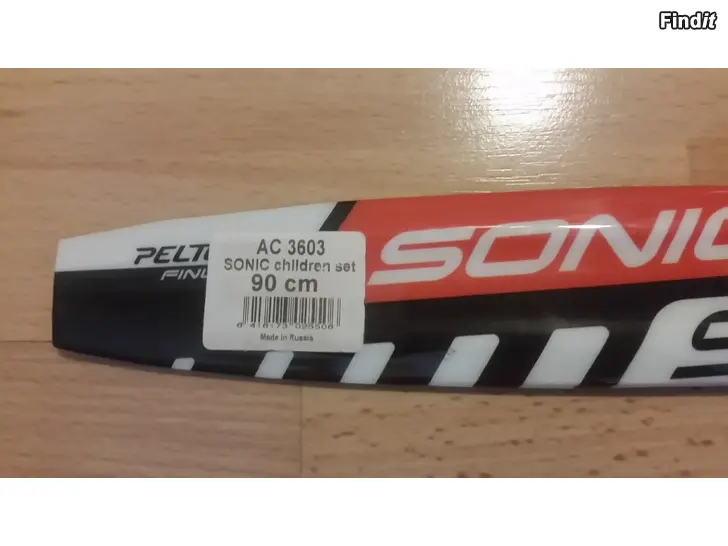 Findit
AC 3603
SONIC children set
90 cm
Made in Russia
PELT
FIN
SONIC
S